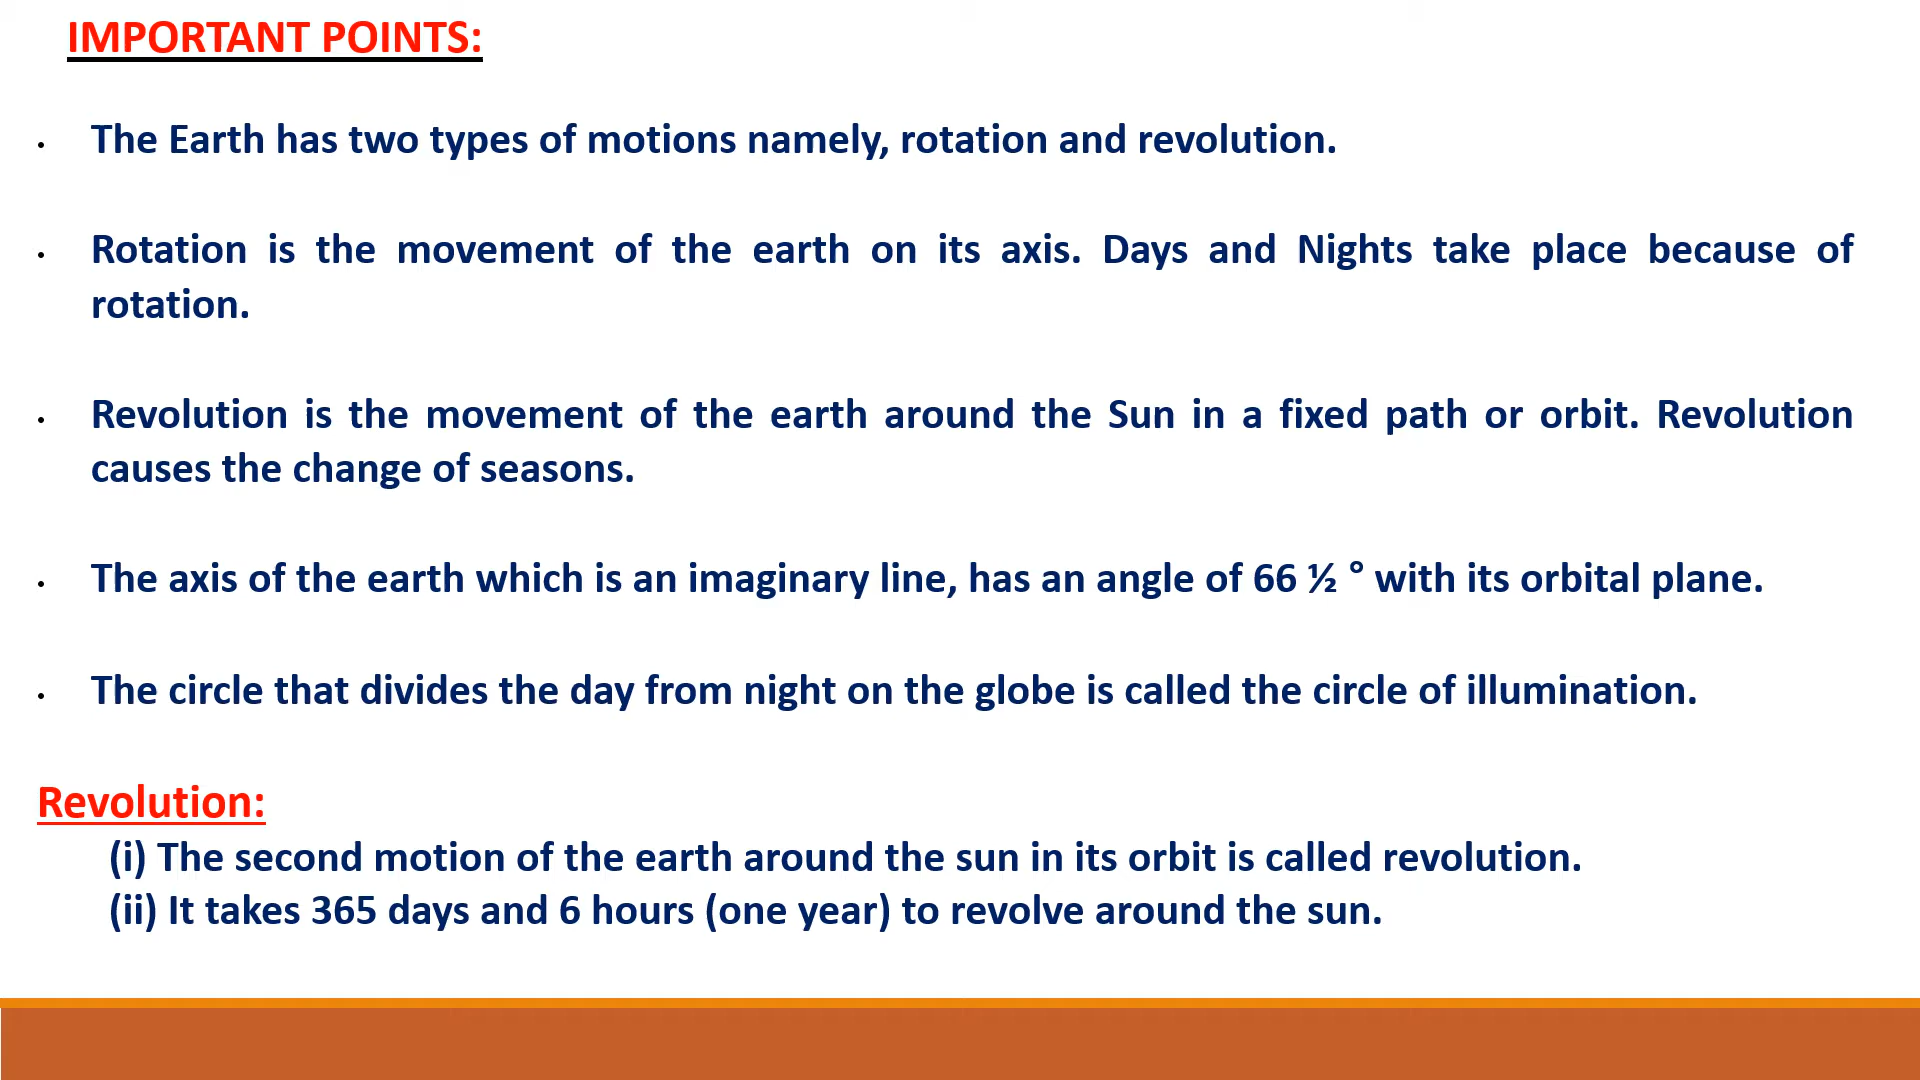 IMPORTANT POINTS:
• The Earth has two types of motions namely, rotation and revolution.
• Rotation is the movement of the earth on its axis. Days and Nights take place because of
rotation.
• Revolution is the movement of the earth around the Sun in a fixed path or orbit. Revolution
causes the change of seasons.
• The axis of the earth which is an imaginary line, has an angle of 66 ½ ° with its orbital plane.
• The circle that divides the day from night on the globe is called the circle of illumination.
Revolution:
(i) The second motion of the earth around the sun in its orbit is called revolution.
(ii) It takes 365 days and 6 hours (one year) to revolve around the sun.